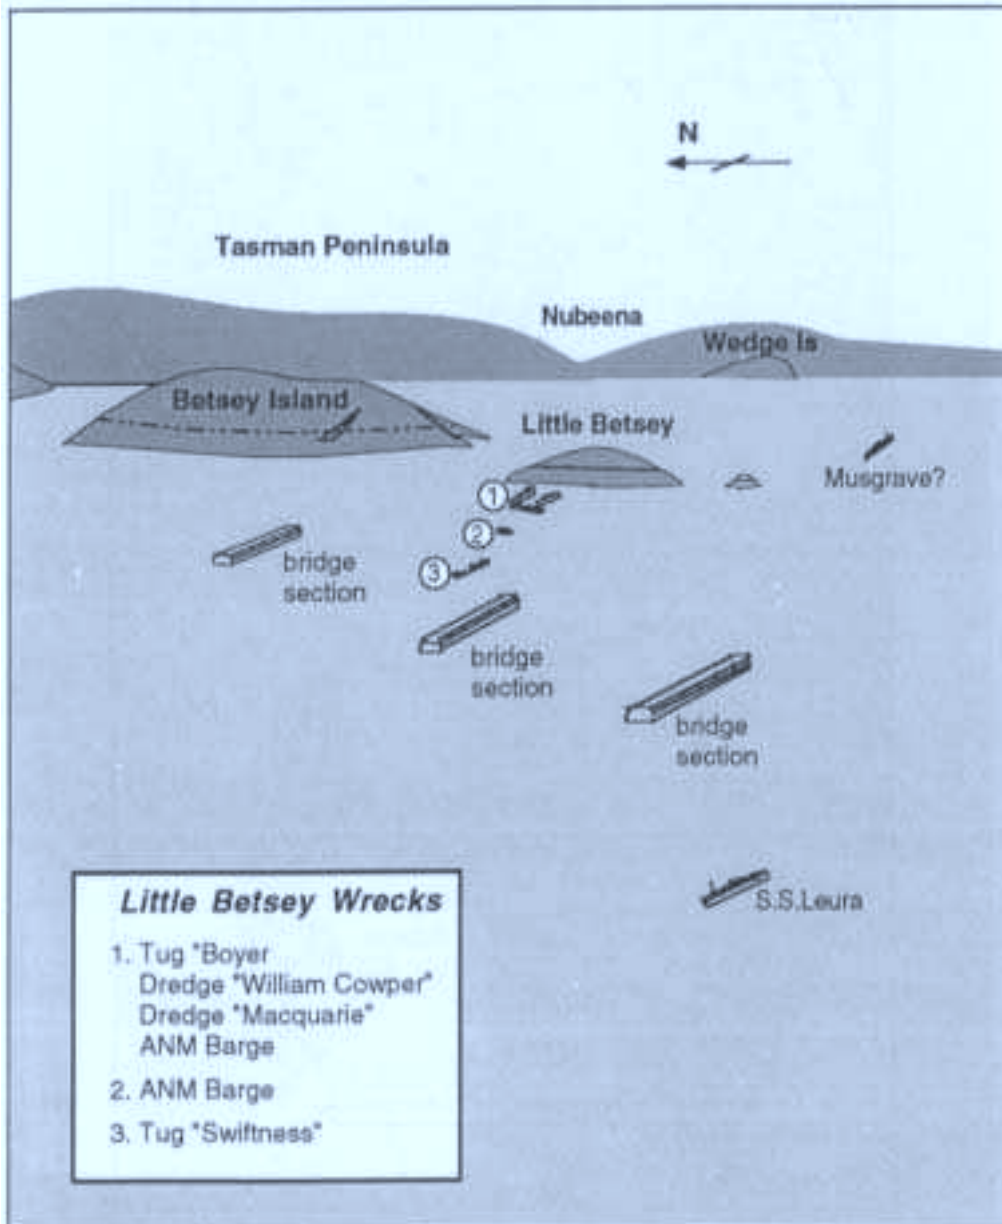 N
Tasman Peninsula
Nubeena
Wedge Is
Betsey Island
Little Betsey
Musgrave?
1
2
3
bridge
section
bridge
section
bridge
section
S.S.Leura
Little Betsey Wrecks
1. Tug "Boyer
Dredge "William Cowper"
Dredge "Macquarie"
ANM Barge
2. ANM Barge
3. Tug "Swiftness"